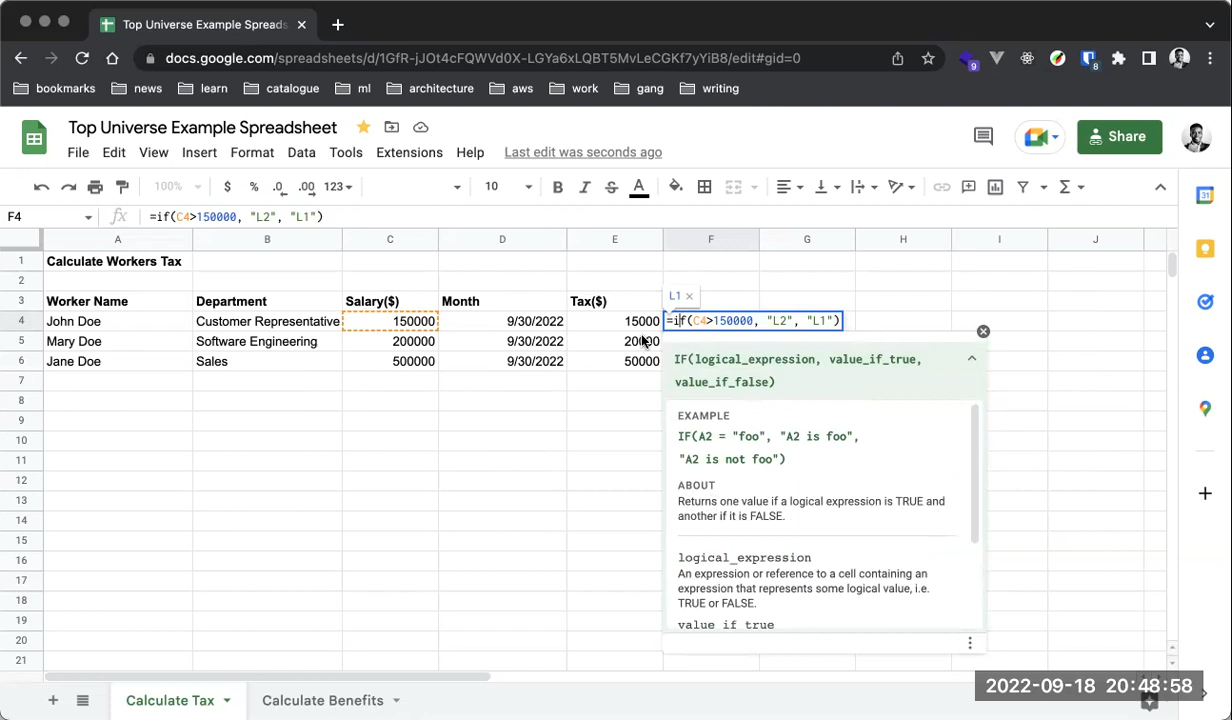 Top Universe Example Spreads
docs.google.com/spreadsheets/d/1GfR-jJOt4cFQWVd0X-LGYa6xLQBT5MvLeCGKf7yYiB8/edit#gid=0
9
8
bookmarks news learn catalogue ml architecture aws work gang writing
Top Universe Example Spreadsheet
File Edit View Insert Format Data Tools Extensions Help Last edit was seconds ago
Share
100% $ % .0 .00 123 10 B I S A
31
F4 fx =if(C4>150000, "L2", "L1")
A B C D E F G H I J
1 Calculate Workers Tax
2
L1 ×
3 Worker Name Department Salary($) Month Tax($)
4 John Doe Customer Representative 150000 9/30/2022 15000 =if(C4>150000, "L2", "L1")
5 Mary Doe Software Engineering 200000 9/30/2022 20000
6 Jane Doe Sales 500000 9/30/2022 50000
7
8
9
10
11
12
13
14
15
16
17
18
19
20
21
IF(logical_expression, value_if_true,
value_if_false)
EXAMPLE
IF(A2 = "foo", "A2 is foo",
"A2 is not foo")
ABOUT
Returns one value if a logical expression is TRUE and
another if it is FALSE.
logical_expression
An expression or reference to a cell containing an
expression that represents some logical value, i.e.
TRUE or FALSE.
value_if_true
Calculate Tax Calculate Benefits
2022-09-18 20:48:58